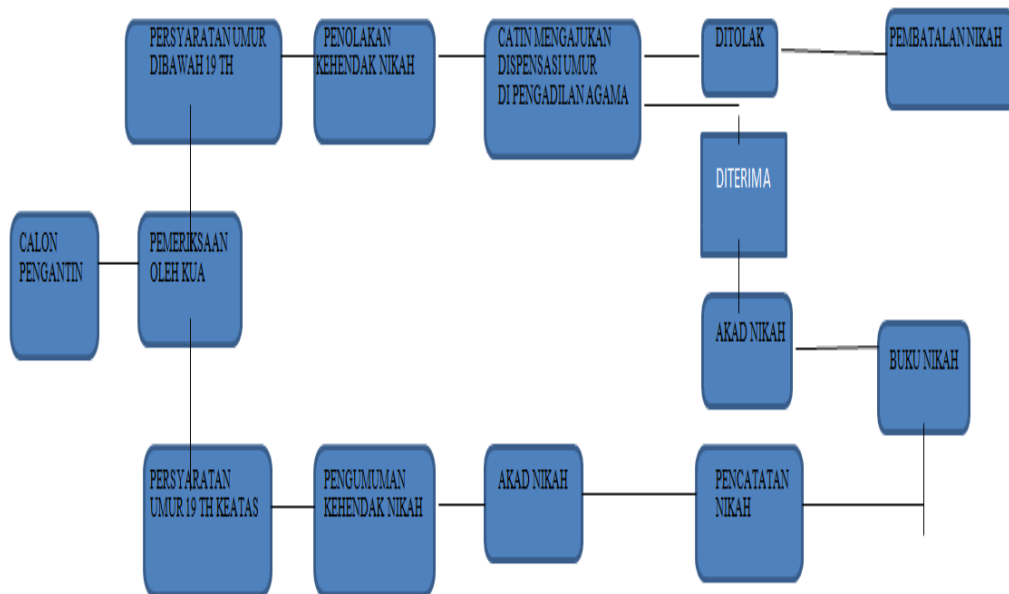 PERSYARATAN UMUR
DIBAWAH 19 TH
PENOLAKAN
KEHENDAK NIKAH
CATIN MENGAJUKAN
DISPENSASI UMUR
DI PENGADILAN AGAMA
DITOLAK
PEMBATALAN NIKAH
DITERIMA
CALON
PENGANTIN
PEMERIKSAAN
OLEH KUA
AKAD NIKAH
BUKU NIKAH
PERSYARATAN
UMUR 19 TH KEATAS
PENGUMUMAN
KEHENDAK NIKAH
AKAD NIKAH
PENCATATAN
NIKAH